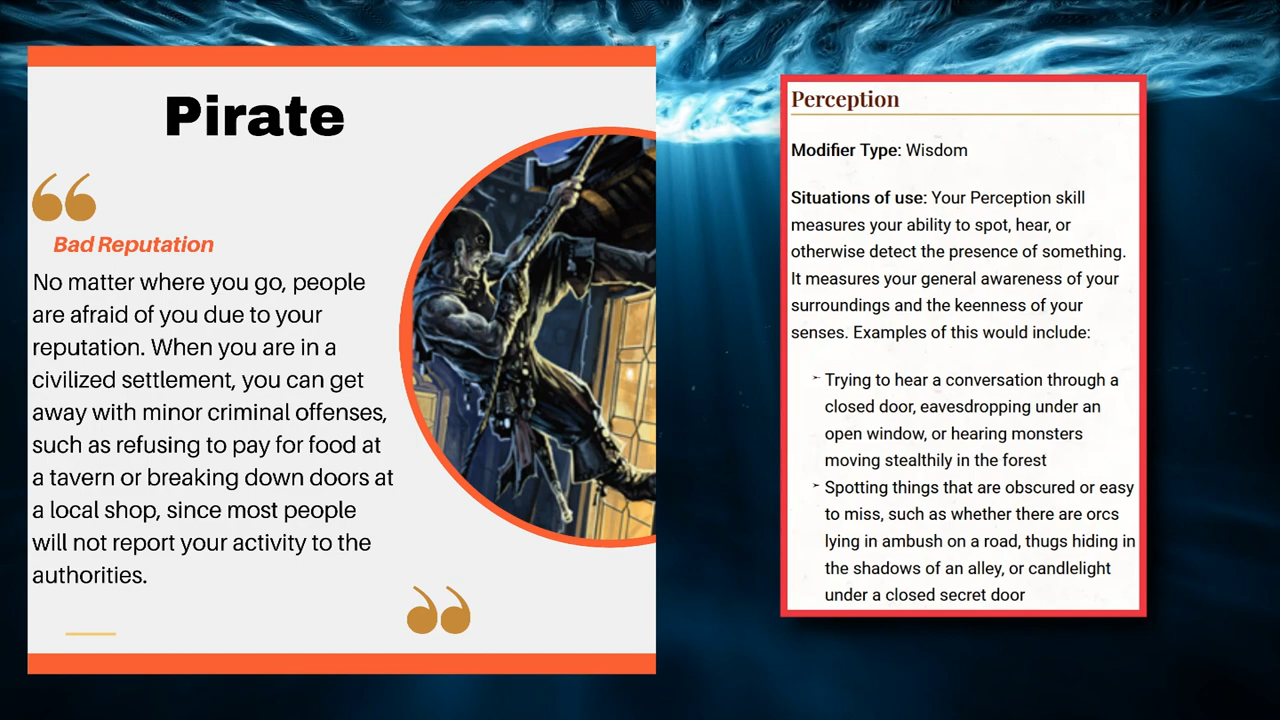 Pirate
“
Bad Reputation
No matter where you go, people
are afraid of you due to your
reputation. When you are in a
civilized settlement, you can get
away with minor criminal offenses,
such as refusing to pay for food at
a tavern or breaking down doors at
a local shop, since most people
will not report your activity to the
authorities.
”
Perception
Modifier Type: Wisdom
Situations of use: Your Perception skill
measures your ability to spot, hear, or
otherwise detect the presence of something.
It measures your general awareness of your
surroundings and the keenness of your
senses. Examples of this would include:
➢ Trying to hear a conversation through a
closed door, eavesdropping under an
open window, or hearing monsters
moving stealthily in the forest
➢ Spotting things that are obscured or easy
to miss, such as whether there are orcs
lying in ambush on a road, thugs hiding in
the shadows of an alley, or candlelight
under a closed secret door